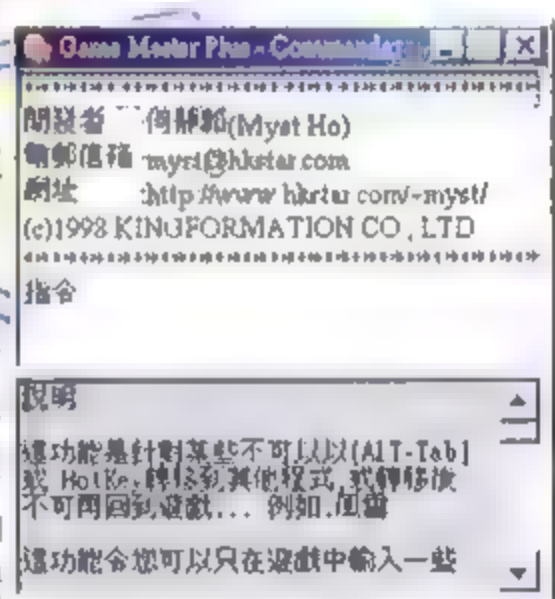 Game Master Plus - Commander
開發者 (Myst Ho)
電郵信箱 :myst@hkstar.com
網址 :http://www.hkstar.com/~myst/
(c)1998 KINGFORMATION CO., LTD
指令
說明
這功能是針對某些不可以以[ALT-Tab]
或 HotKey 轉移到其他程式, 或轉移後
不可再回到遊戲... 例如:風雲
這功能令您可以只在遊戲中輸入一些